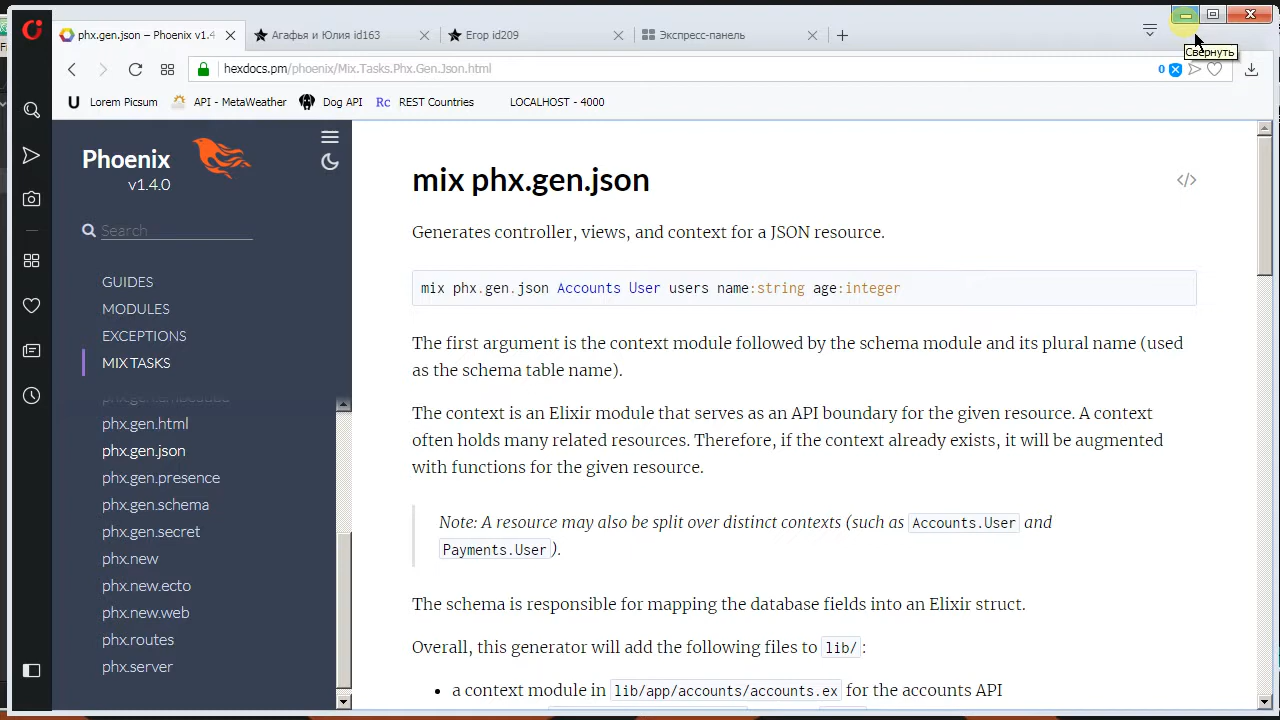 phx.gen.json – Phoenix v1.4
Агафья и Юлия id163
Егор id209
Экспресс-панель
Свернуть
hexdocs.pm/phoenix/Mix.Tasks.Phx.Gen.Json.html
0
U Lorem Picsum
API - MetaWeather
Dog API
Rc REST Countries
LOCALHOST - 4000
Phoenix
v1.4.0
Search
GUIDES
MODULES
EXCEPTIONS
MIX TASKS
phx.gen.html
phx.gen.json
phx.gen.presence
phx.gen.schema
phx.gen.secret
phx.new
phx.new.ecto
phx.new.web
phx.routes
phx.server
mix phx.gen.json
</>
Generates controller, views, and context for a JSON resource.
mix phx.gen.json Accounts User users name:string age:integer
The first argument is the context module followed by the schema module and its plural name (used
as the schema table name).
The context is an Elixir module that serves as an API boundary for the given resource. A context
often holds many related resources. Therefore, if the context already exists, it will be augmented
with functions for the given resource.
Note: A resource may also be split over distinct contexts (such as Accounts.User and
Payments.User).
The schema is responsible for mapping the database fields into an Elixir struct.
Overall, this generator will add the following files to lib/:
• a context module in lib/app/accounts/accounts.ex for the accounts API